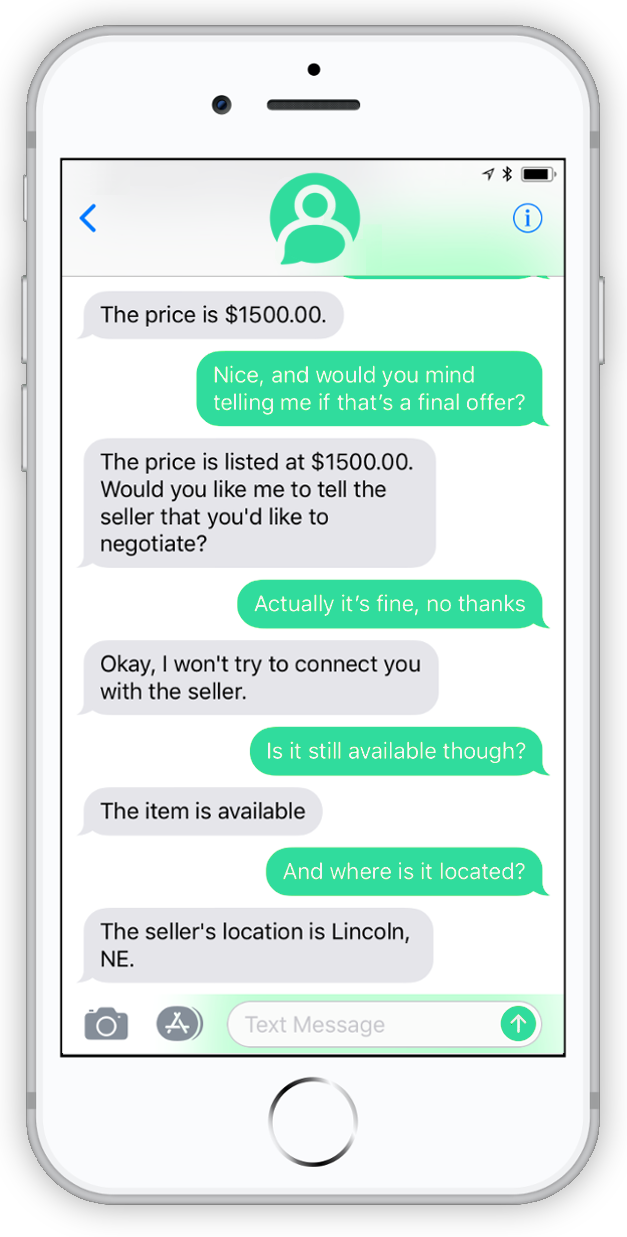 The price is $1500.00.
Nice, and would you mind
telling me if that’s a final offer?
The price is listed at $1500.00.
Would you like me to tell the
seller that you'd like to
negotiate?
Actually it’s fine, no thanks
Okay, I won't try to connect you
with the seller.
Is it still available though?
The item is available
And where is it located?
The seller's location is Lincoln,
NE.
Text Message